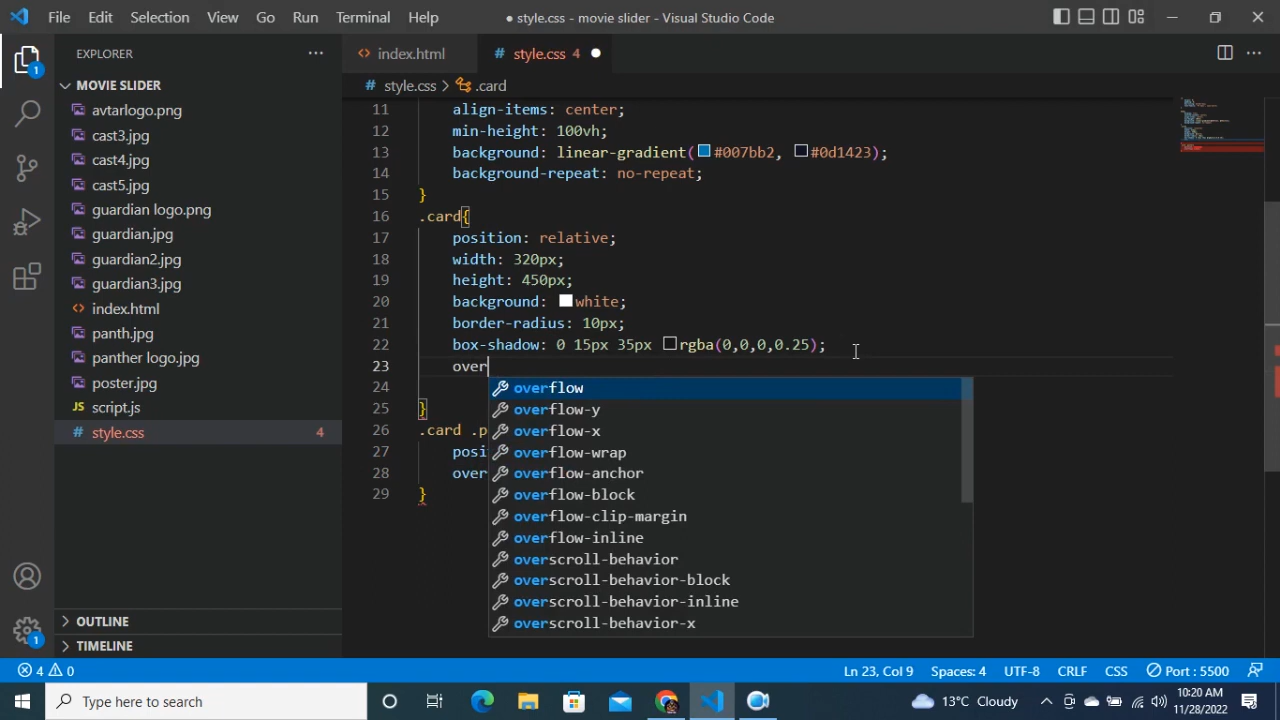 File Edit Selection View Go Run Terminal Help
● style.css - movie slider - Visual Studio Code
EXPLORER
MOVIE SLIDER
avtarlogo.png
cast3.jpg
cast4.jpg
cast5.jpg
guardian logo.png
guardian.jpg
guardian2.jpg
guardian3.jpg
index.html
panth.jpg
panther logo.jpg
poster.jpg
script.js
style.css 4
OUTLINE
TIMELINE
1
1
index.html
style.css 4
style.css > .card
11 align-items: center;
12 min-height: 100vh;
13 background: linear-gradient(#007bb2, #0d1423);
14 background-repeat: no-repeat;
15 }
16 .card{
17 position: relative;
18 width: 320px;
19 height: 450px;
20 background: white;
21 border-radius: 10px;
22 box-shadow: 0 15px 35px rgba(0,0,0,0.25);
23 over
24
25 }
26 .card .p
27 posi
28 over
29 }
overflow
overflow-y
overflow-x
overflow-wrap
overflow-anchor
overflow-block
overflow-clip-margin
overflow-inline
overscroll-behavior
overscroll-behavior-block
overscroll-behavior-inline
overscroll-behavior-x
4 0
Ln 23, Col 9 Spaces: 4 UTF-8 CRLF CSS Port : 5500
Type here to search
13°C Cloudy
10:20 AM
11/28/2022